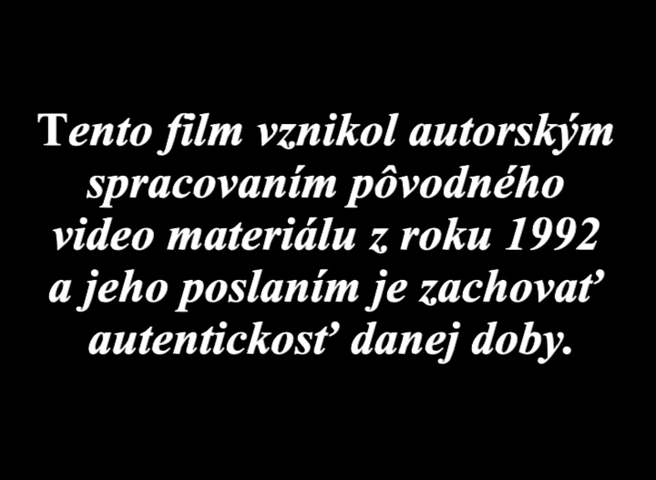 Tento film vznikol autorským
spracovaním pôvodného
video materiálu z roku 1992
a jeho poslaním je zachovať
autentickosť danej doby.